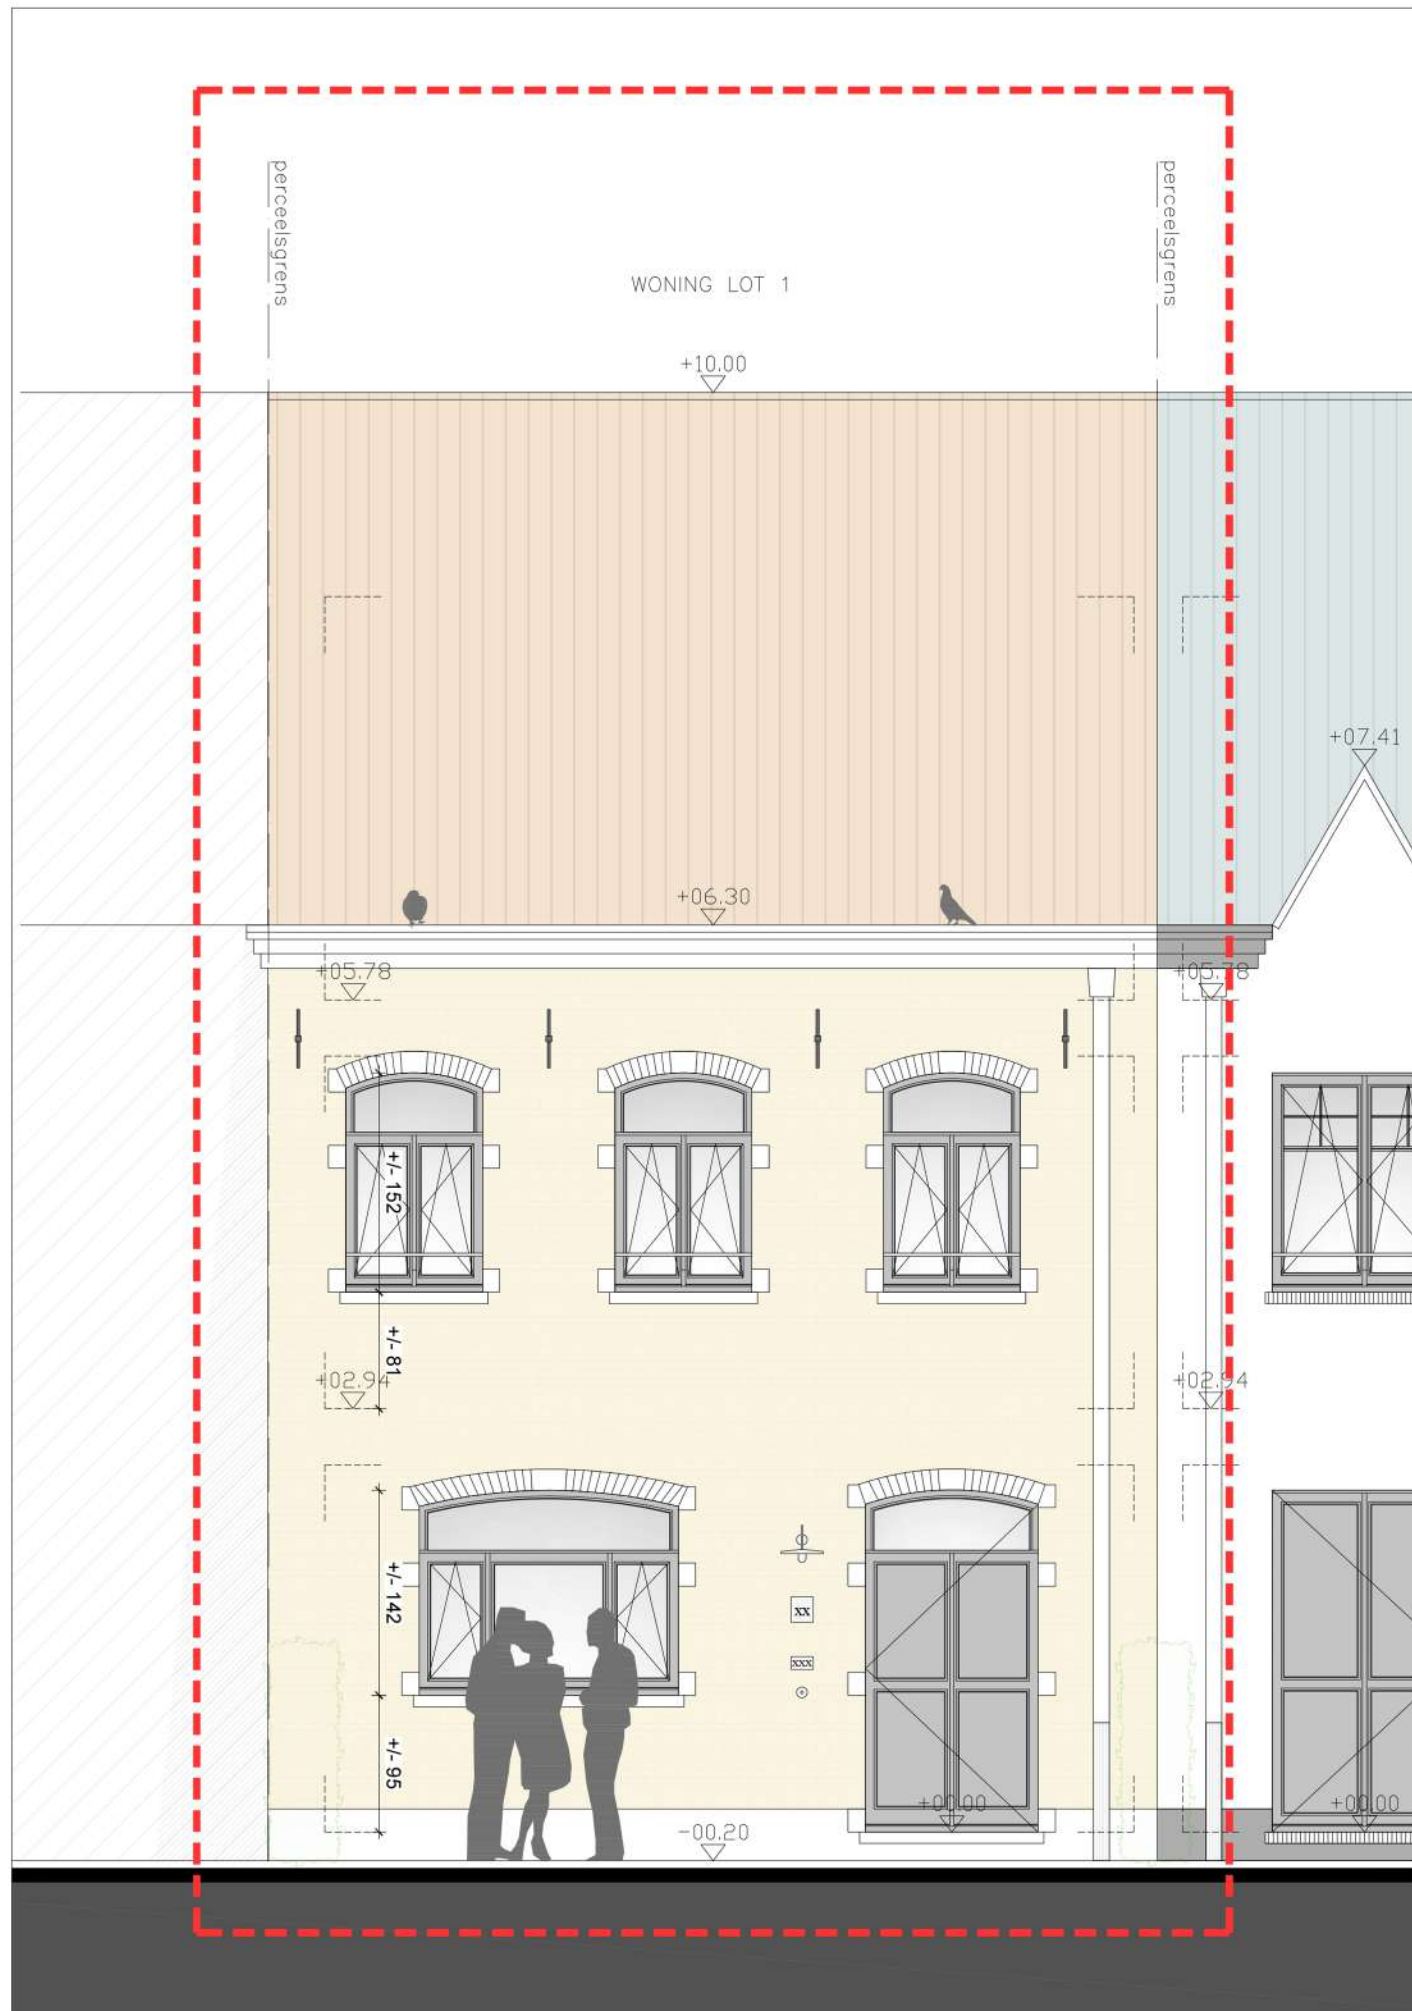 perceelsgrens
perceelsgrens
WONING LOT 1
+10.00
+07.41
+06.30
+05.78
+05.78
+/- 152
+/- 81
+02.94
+02.94
+/- 142
xx
xxx
+/- 95
+00.00
+00.00
-00.20